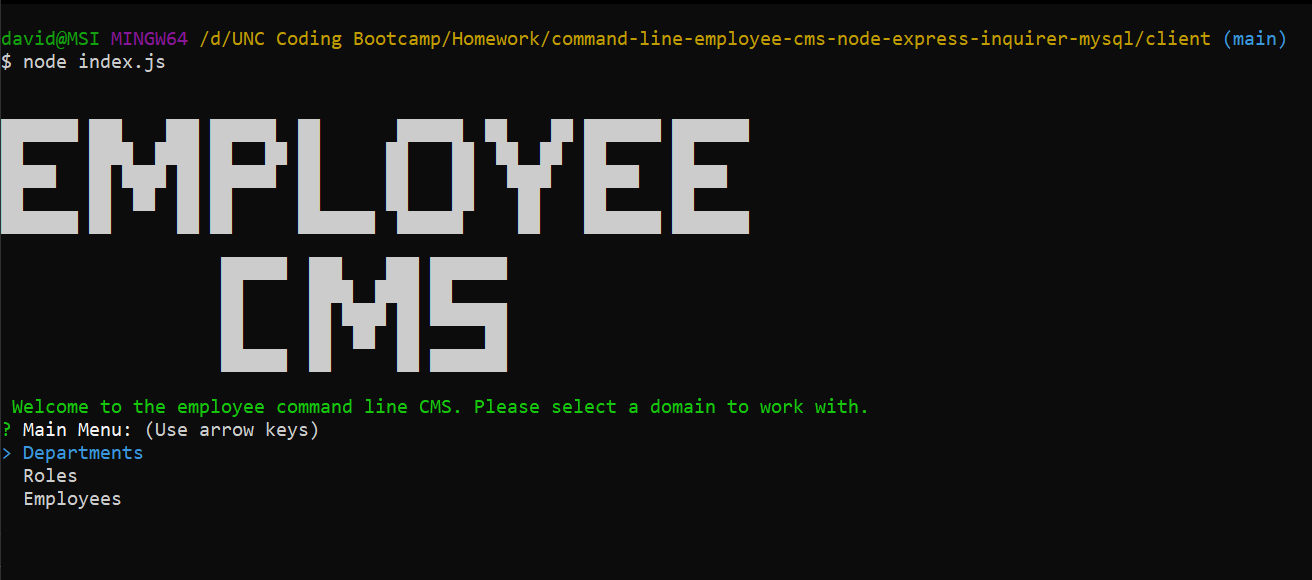 david@MSI MINGW64 /d/UNC Coding Bootcamp/Homework/command-line-employee-cms-node-express-inquirer-mysql/client (main)
$ node index.js
EMPLOYEE
CMS
Welcome to the employee command line CMS. Please select a domain to work with.
? Main Menu: (Use arrow keys)
> Departments
Roles
Employees